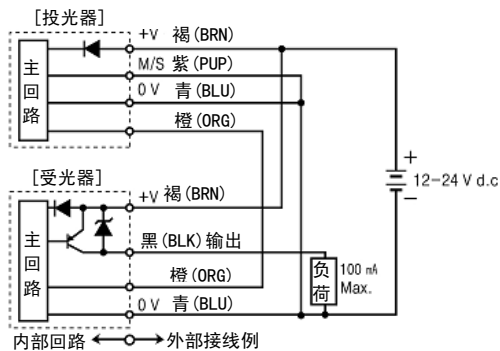 [投光器]
+V 褐(BRN)
M/S 紫(PUP)
0 V 青(BLU)
橙(ORG)
主回路
+
12-24 V d.c
−
[受光器]
+V 褐(BRN)
黑(BLK)输出
主回路
负荷
100 mA
Max.
橙(ORG)
0 V 青(BLU)
内部回路
外部接线例